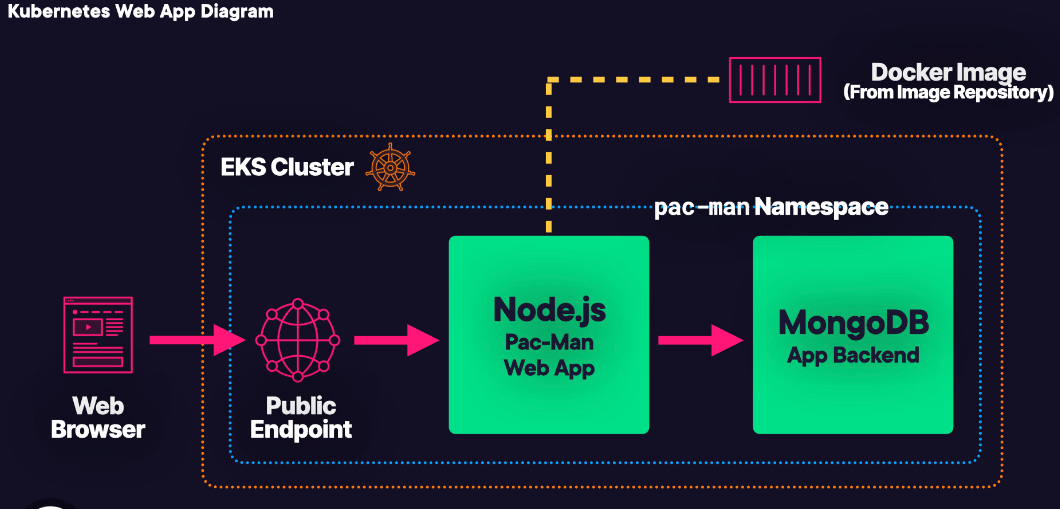 Kubernetes Web App Diagram
Docker Image
(From Image Repository)
EKS Cluster
pac-man Namespace
Node.js
Pac-Man
Web App
MongoDB
App Backend
Web
Browser
Public
Endpoint